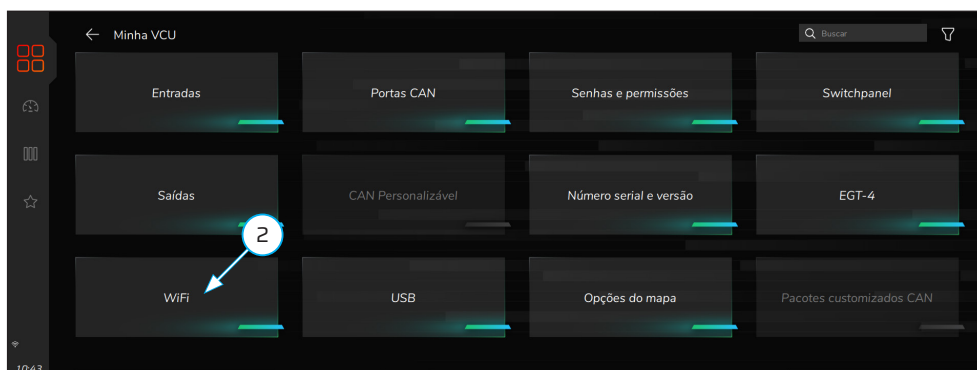 Minha VCU
Buscar
Entradas
Portas CAN
Senhas e permissões
Switchpanel
Saídas
CAN Personalizável
Número serial e versão
EGT-4
2
WiFi
USB
Opções do mapa
Pacotes customizados CAN
10:43